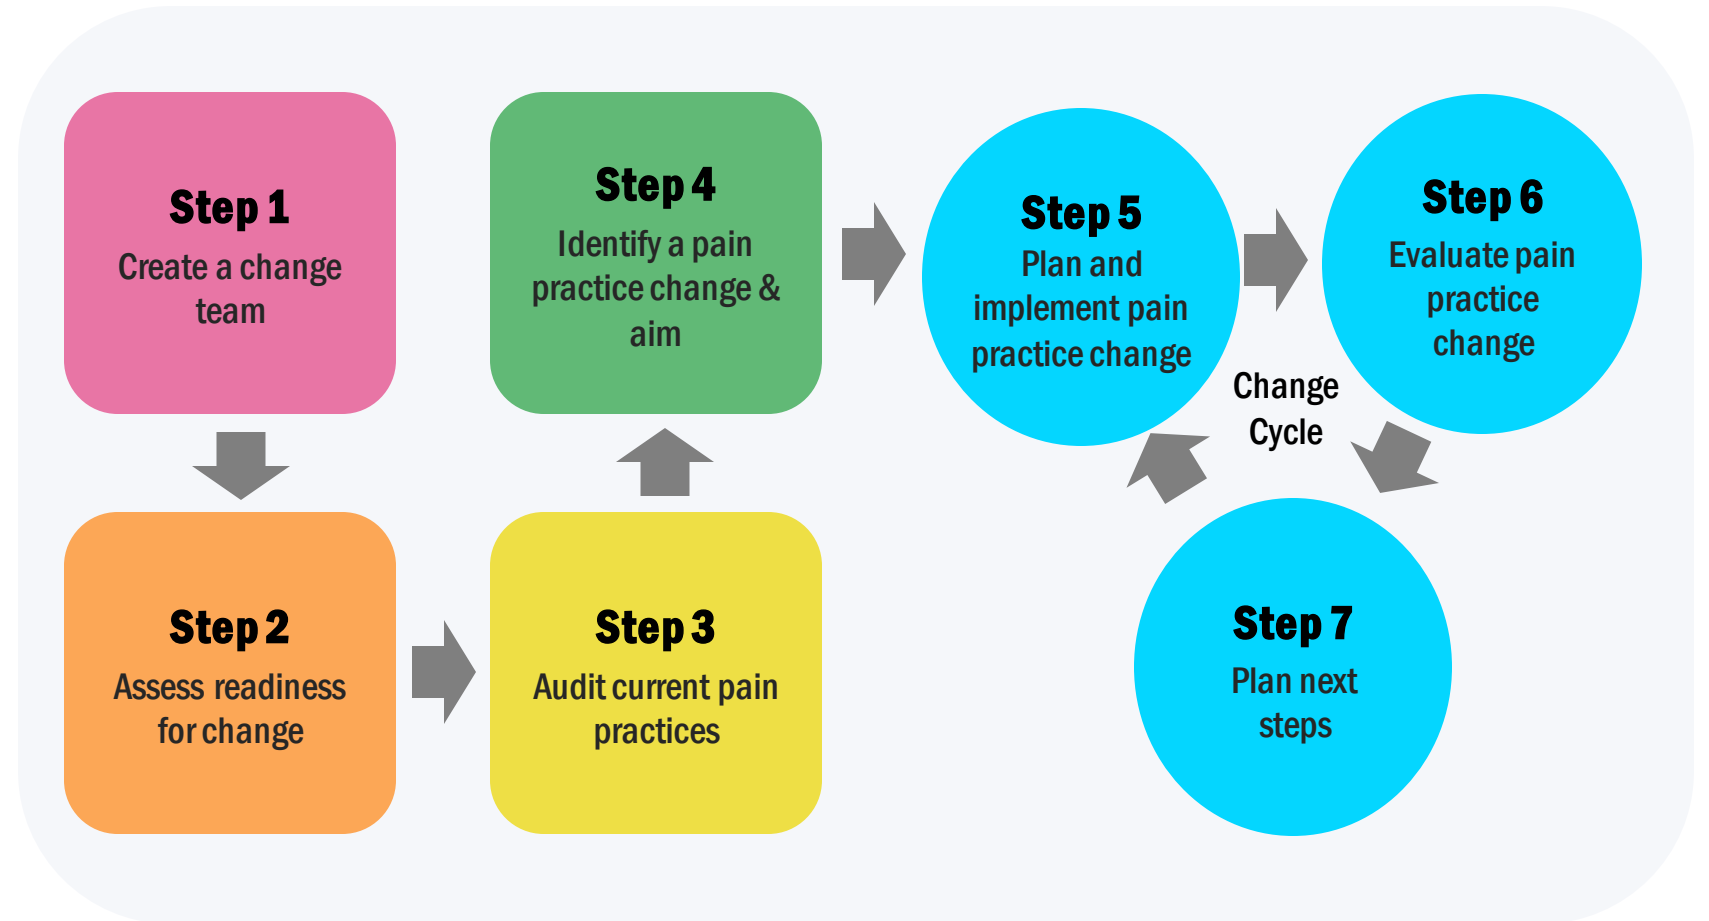 Step 1
Create a change
team
Step 2
Assess readiness
for change
Step 3
Audit current pain
practices
Step 4
Identify a pain
practice change &
aim
Step 5
Plan and
implement pain
practice change
Step 6
Evaluate pain
practice
change
Change
Cycle
Step 7
Plan next
steps